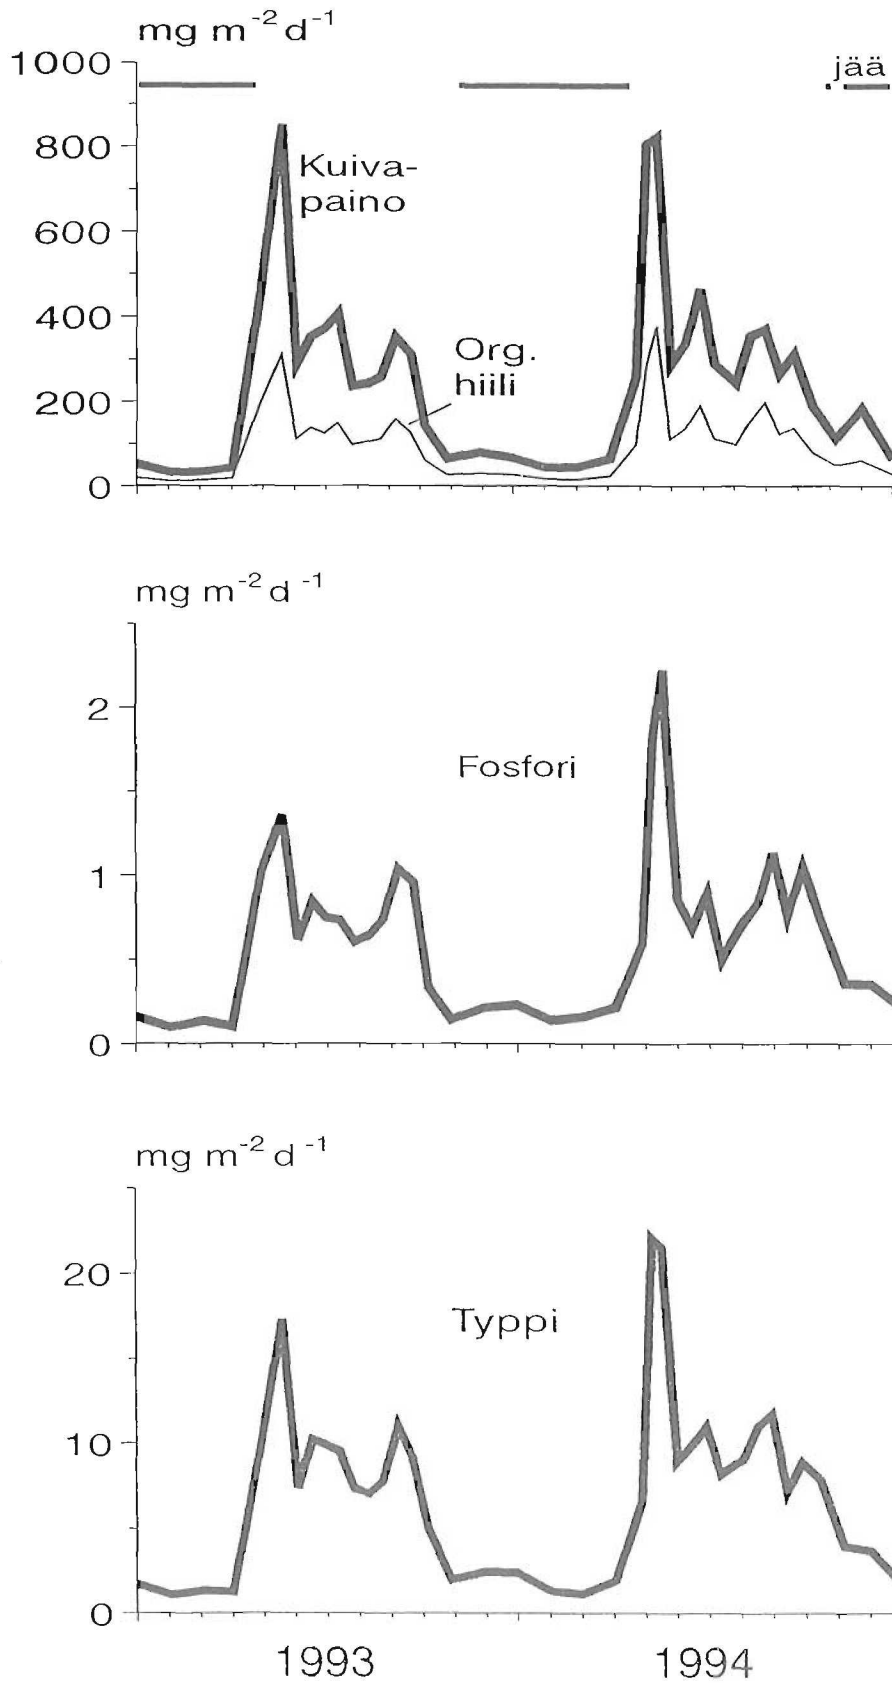 mg m⁻² d⁻¹
1000
jää
800
Kuiva-
paino
600
400
Org.
hiili
200
0
mg m⁻² d⁻¹
2
Fosfori
1
0
mg m⁻² d⁻¹
20
Typpi
10
0
1993 1994